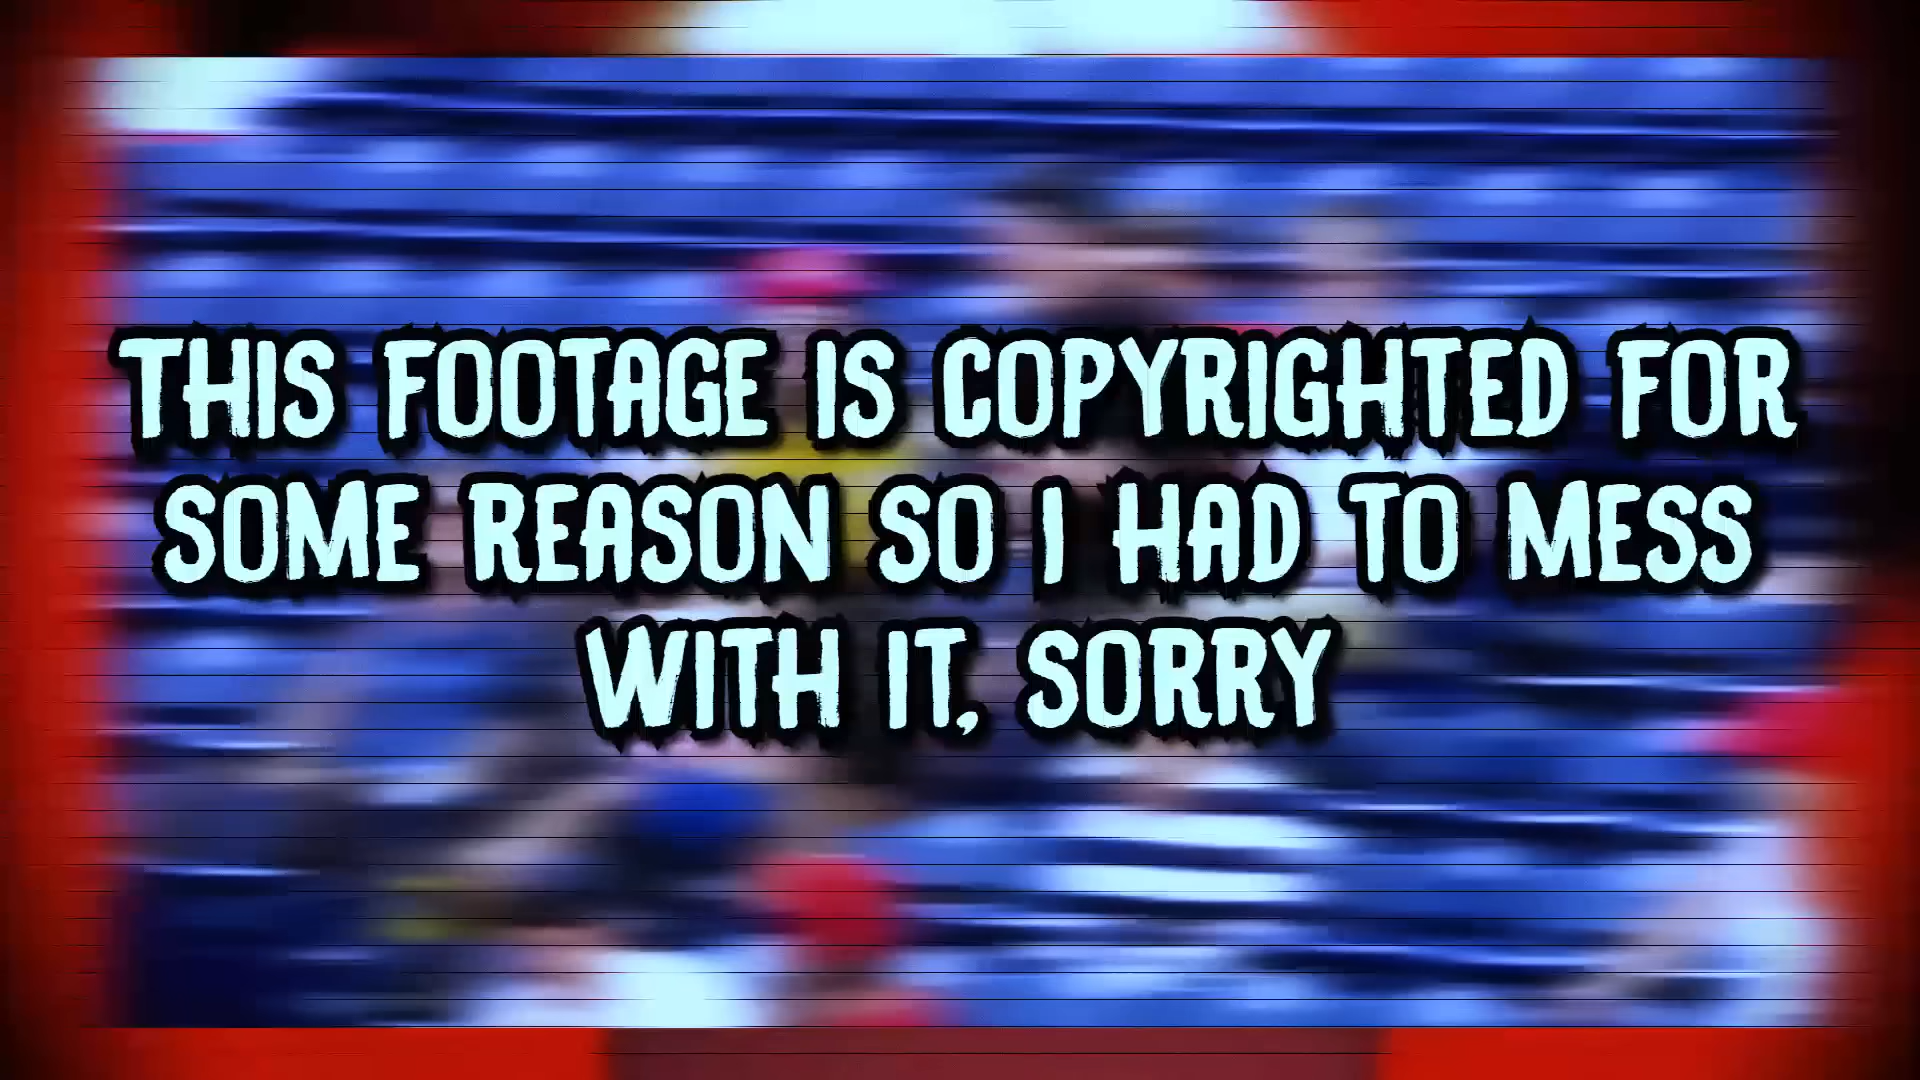 THIS FOOTAGE IS COPYRIGHTED FOR
SOME REASON SO I HAD TO MESS
WITH IT, SORRY